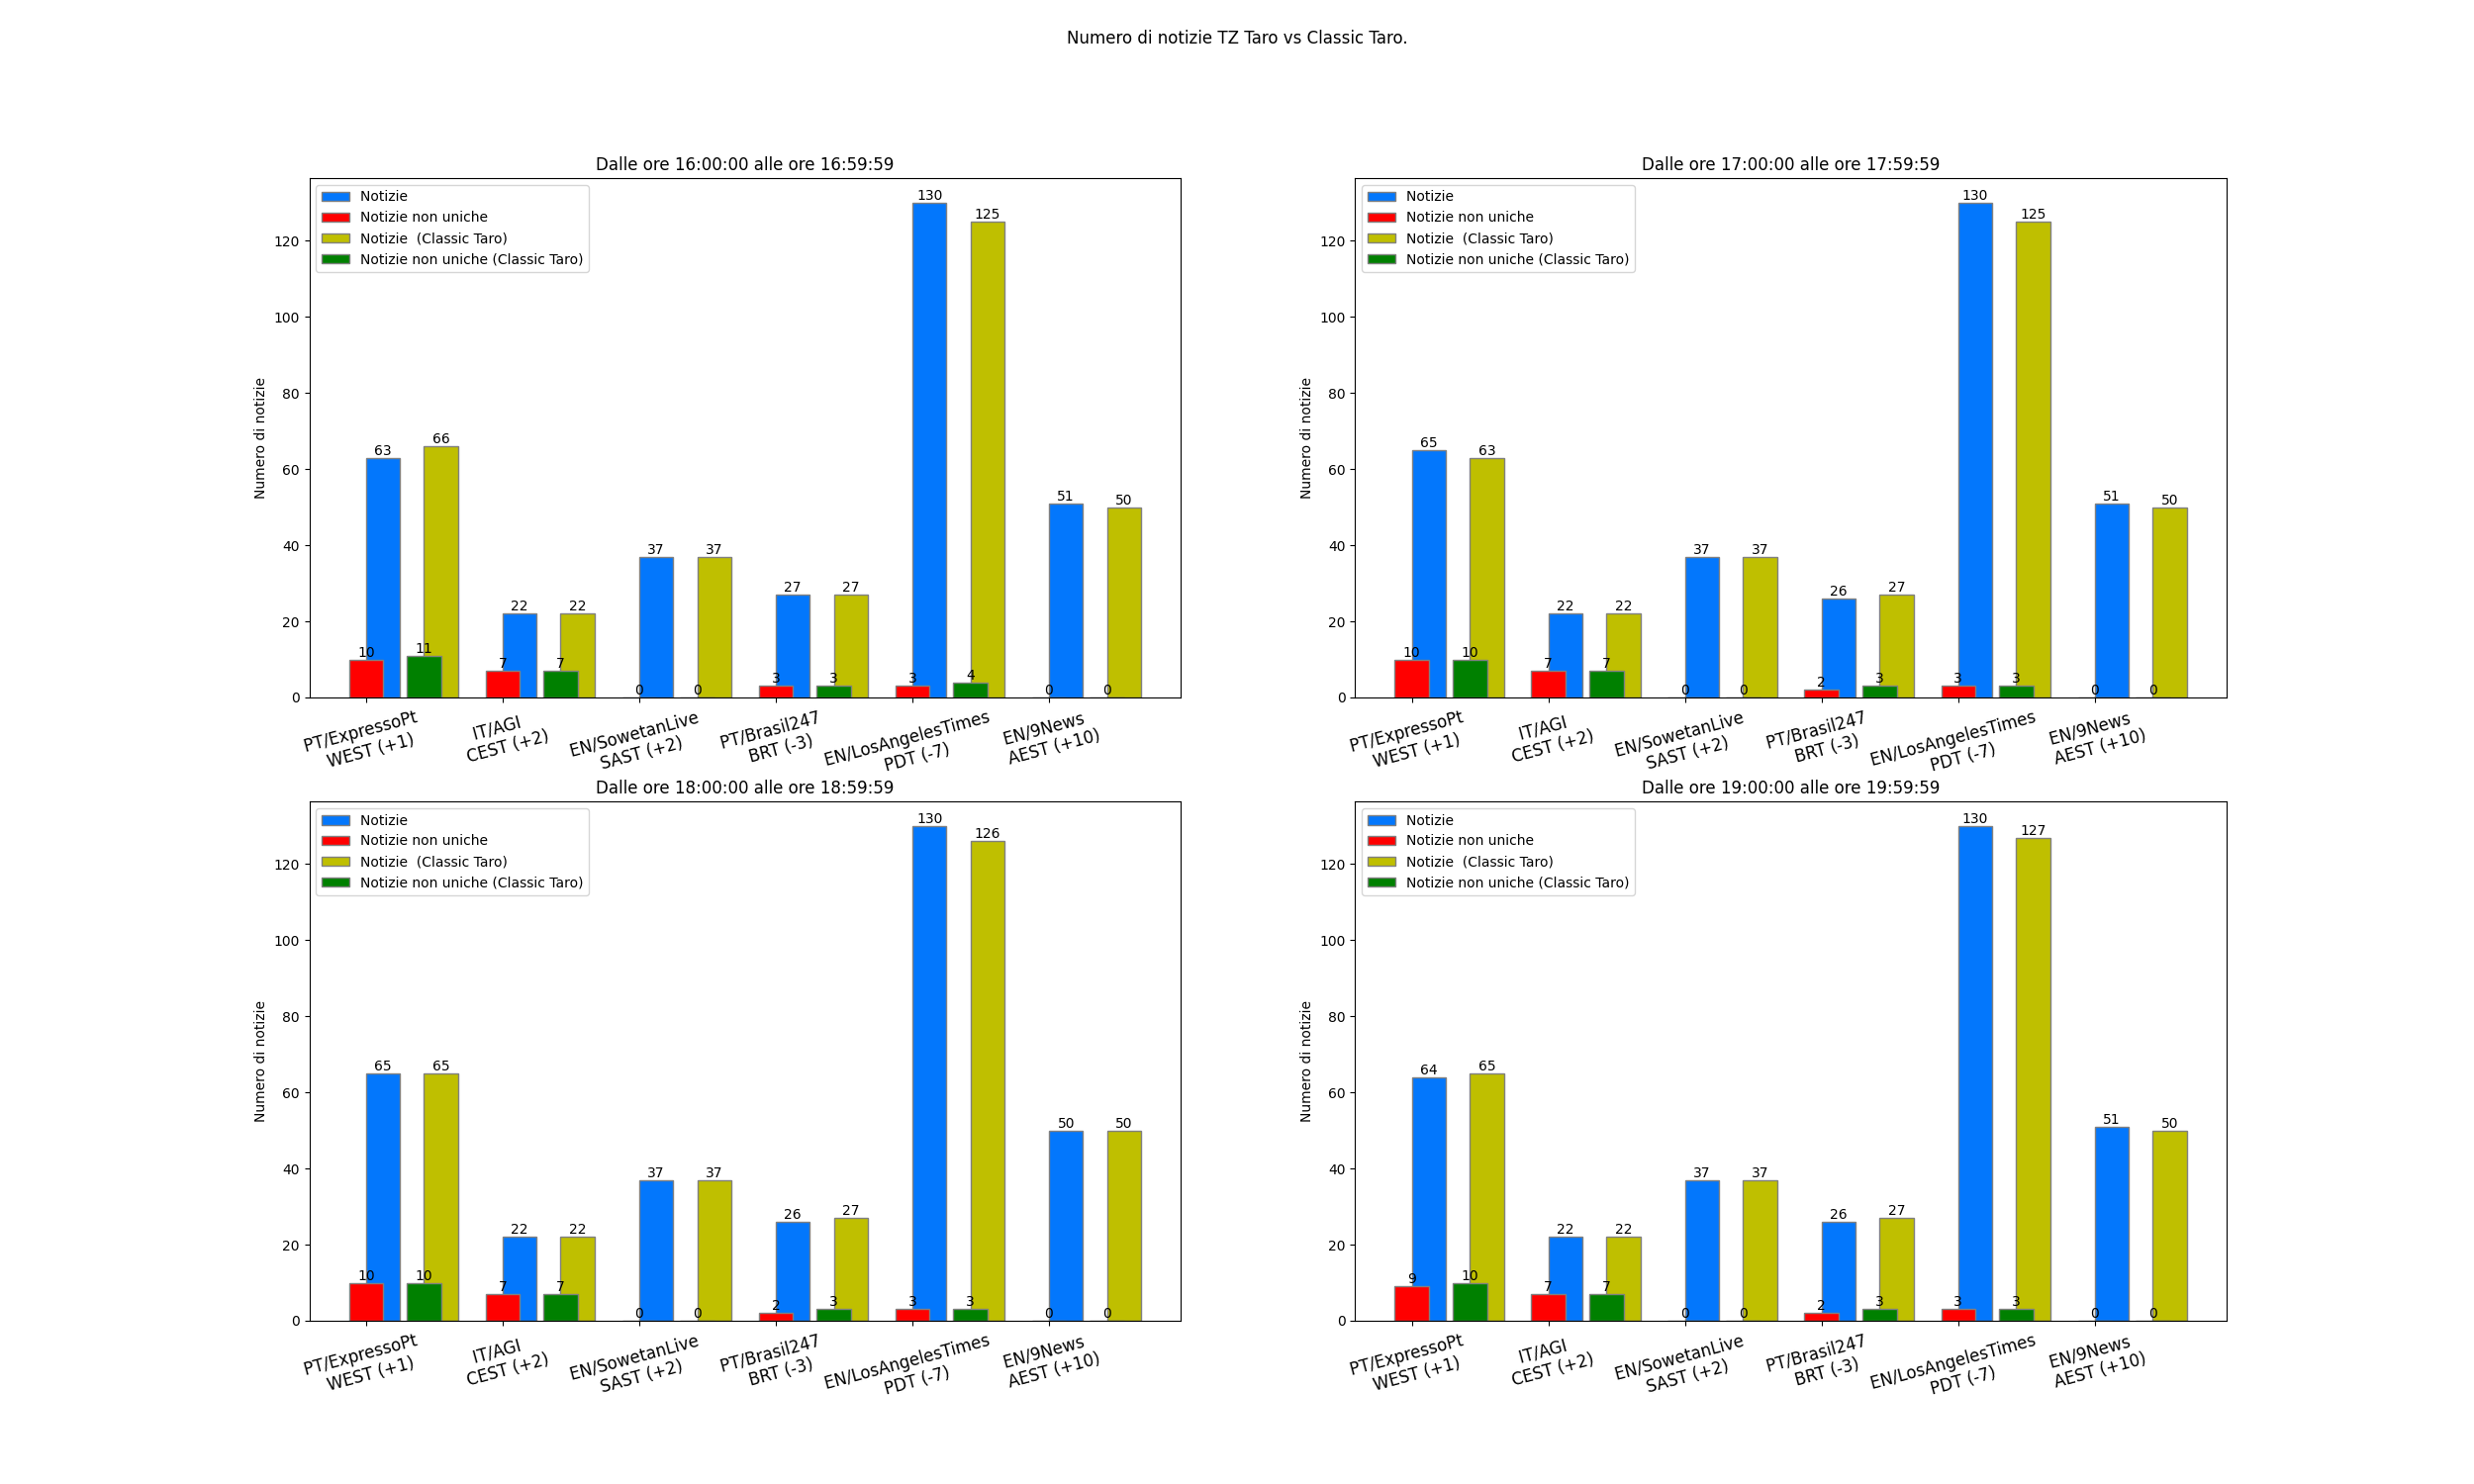 Numero di notizie TZ Taro vs Classic Taro.
Dalle ore 16:00:00 alle ore 16:59:59
Notizie
Notizie non uniche
Notizie  (Classic Taro)
Notizie non uniche (Classic Taro)
Numero di notizie
120
100
80
60
40
20
0
63 66 22 22 37 37 27 27 130 125 51 50
10 11 7 7 0 0 3 3 3 4 0 0
PT/ExpressoPt
WEST (+1)
IT/AGI
CEST (+2)
EN/SowetanLive
SAST (+2)
PT/Brasil247
BRT (-3)
EN/LosAngelesTimes
PDT (-7)
EN/9News
AEST (+10)
Dalle ore 17:00:00 alle ore 17:59:59
Notizie
Notizie non uniche
Notizie  (Classic Taro)
Notizie non uniche (Classic Taro)
Numero di notizie
120
100
80
60
40
20
0
65 63 22 22 37 37 26 27 130 125 51 50
10 10 7 7 0 0 2 3 3 3 0 0
PT/ExpressoPt
WEST (+1)
IT/AGI
CEST (+2)
EN/SowetanLive
SAST (+2)
PT/Brasil247
BRT (-3)
EN/LosAngelesTimes
PDT (-7)
EN/9News
AEST (+10)
Dalle ore 18:00:00 alle ore 18:59:59
Notizie
Notizie non uniche
Notizie  (Classic Taro)
Notizie non uniche (Classic Taro)
Numero di notizie
120
100
80
60
40
20
0
65 65 22 22 37 37 26 27 130 126 50 50
10 10 7 7 0 0 2 3 3 3 0 0
PT/ExpressoPt
WEST (+1)
IT/AGI
CEST (+2)
EN/SowetanLive
SAST (+2)
PT/Brasil247
BRT (-3)
EN/LosAngelesTimes
PDT (-7)
EN/9News
AEST (+10)
Dalle ore 19:00:00 alle ore 19:59:59
Notizie
Notizie non uniche
Notizie  (Classic Taro)
Notizie non uniche (Classic Taro)
Numero di notizie
120
100
80
60
40
20
0
64 65 22 22 37 37 26 27 130 127 51 50
9 10 7 7 0 0 2 3 3 3 0 0
PT/ExpressoPt
WEST (+1)
IT/AGI
CEST (+2)
EN/SowetanLive
SAST (+2)
PT/Brasil247
BRT (-3)
EN/LosAngelesTimes
PDT (-7)
EN/9News
AEST (+10)